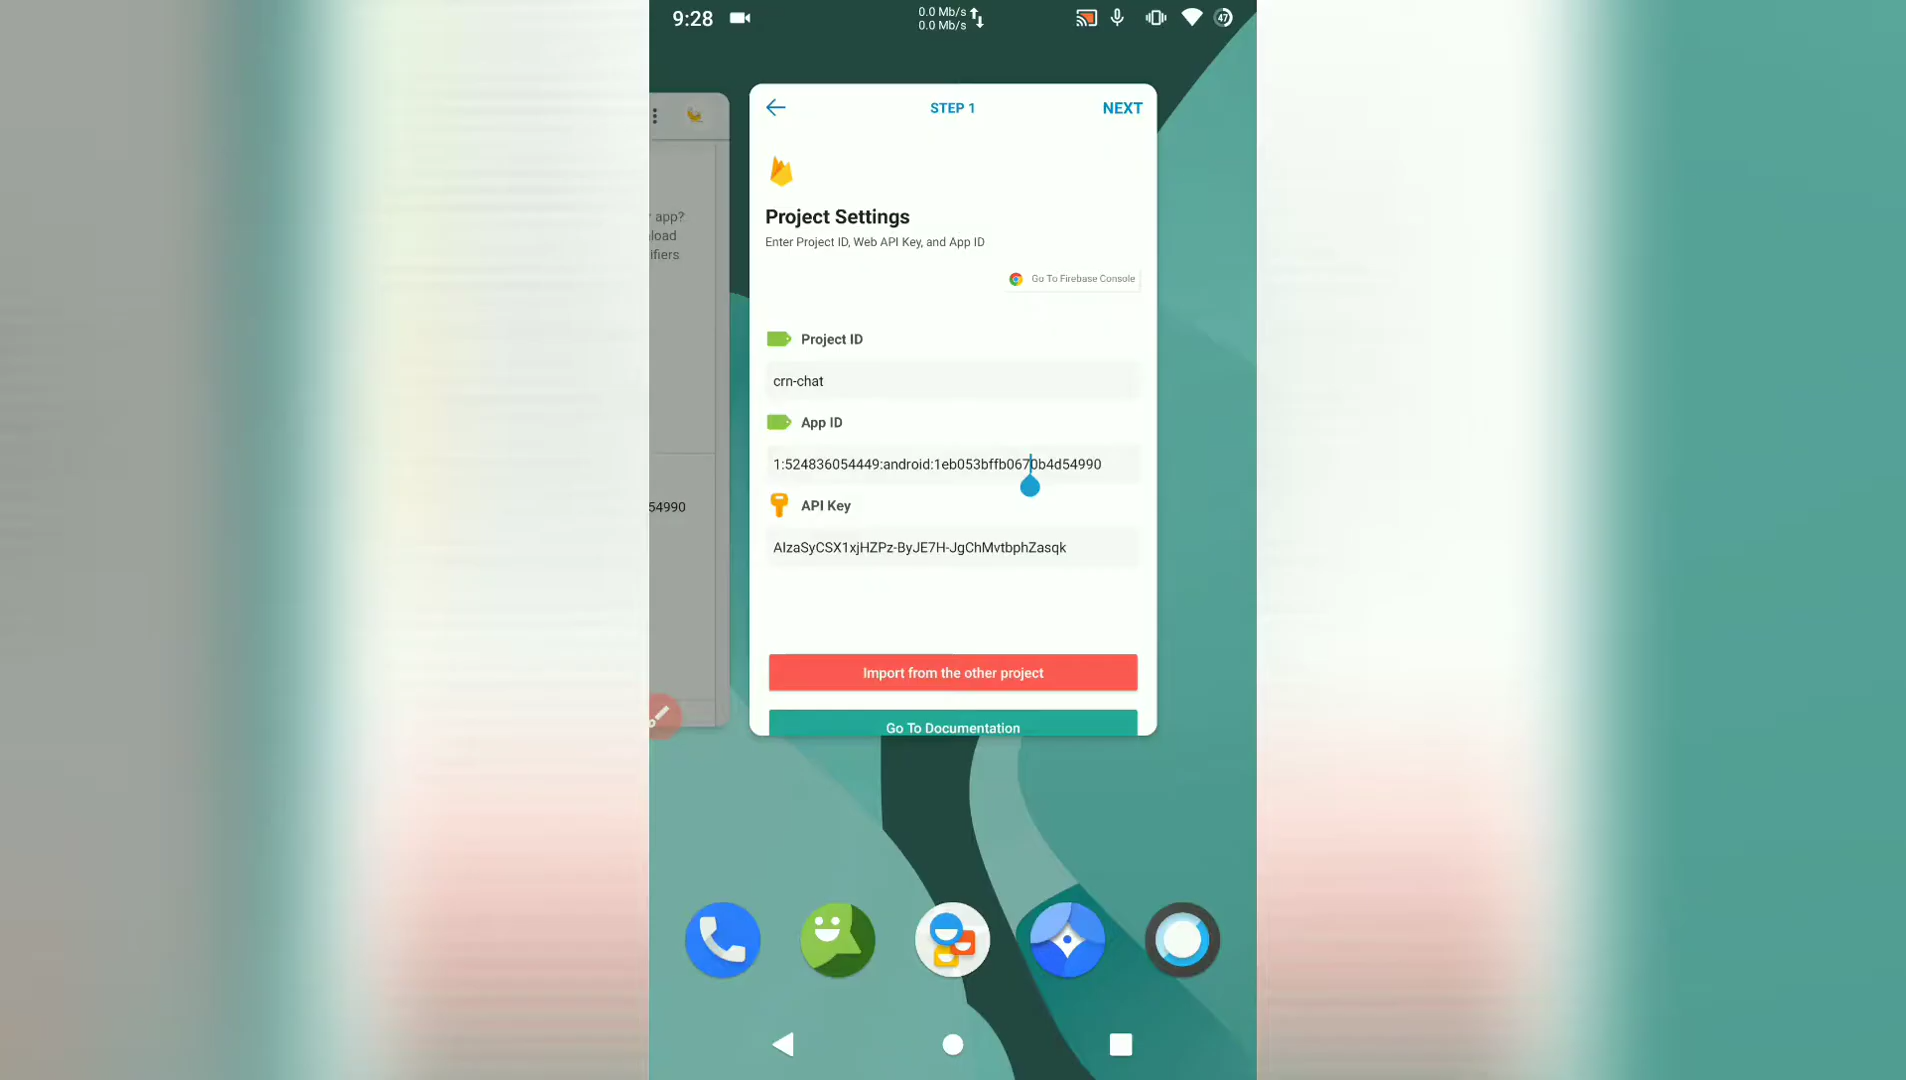 9:28
0.0 Mb/s
0.0 Mb/s
47
STEP 1
NEXT
app?
load
ifiers
54990
Project Settings
Enter Project ID, Web API Key, and App ID
Go To Firebase Console
Project ID
crn-chat
App ID
1:524836054449:android:1eb053bffb0670b4d54990
API Key
AIzaSyCSX1xjHZPz-ByJE7H-JgChMvtbphZasqk
Import from the other project
Go To Documentation